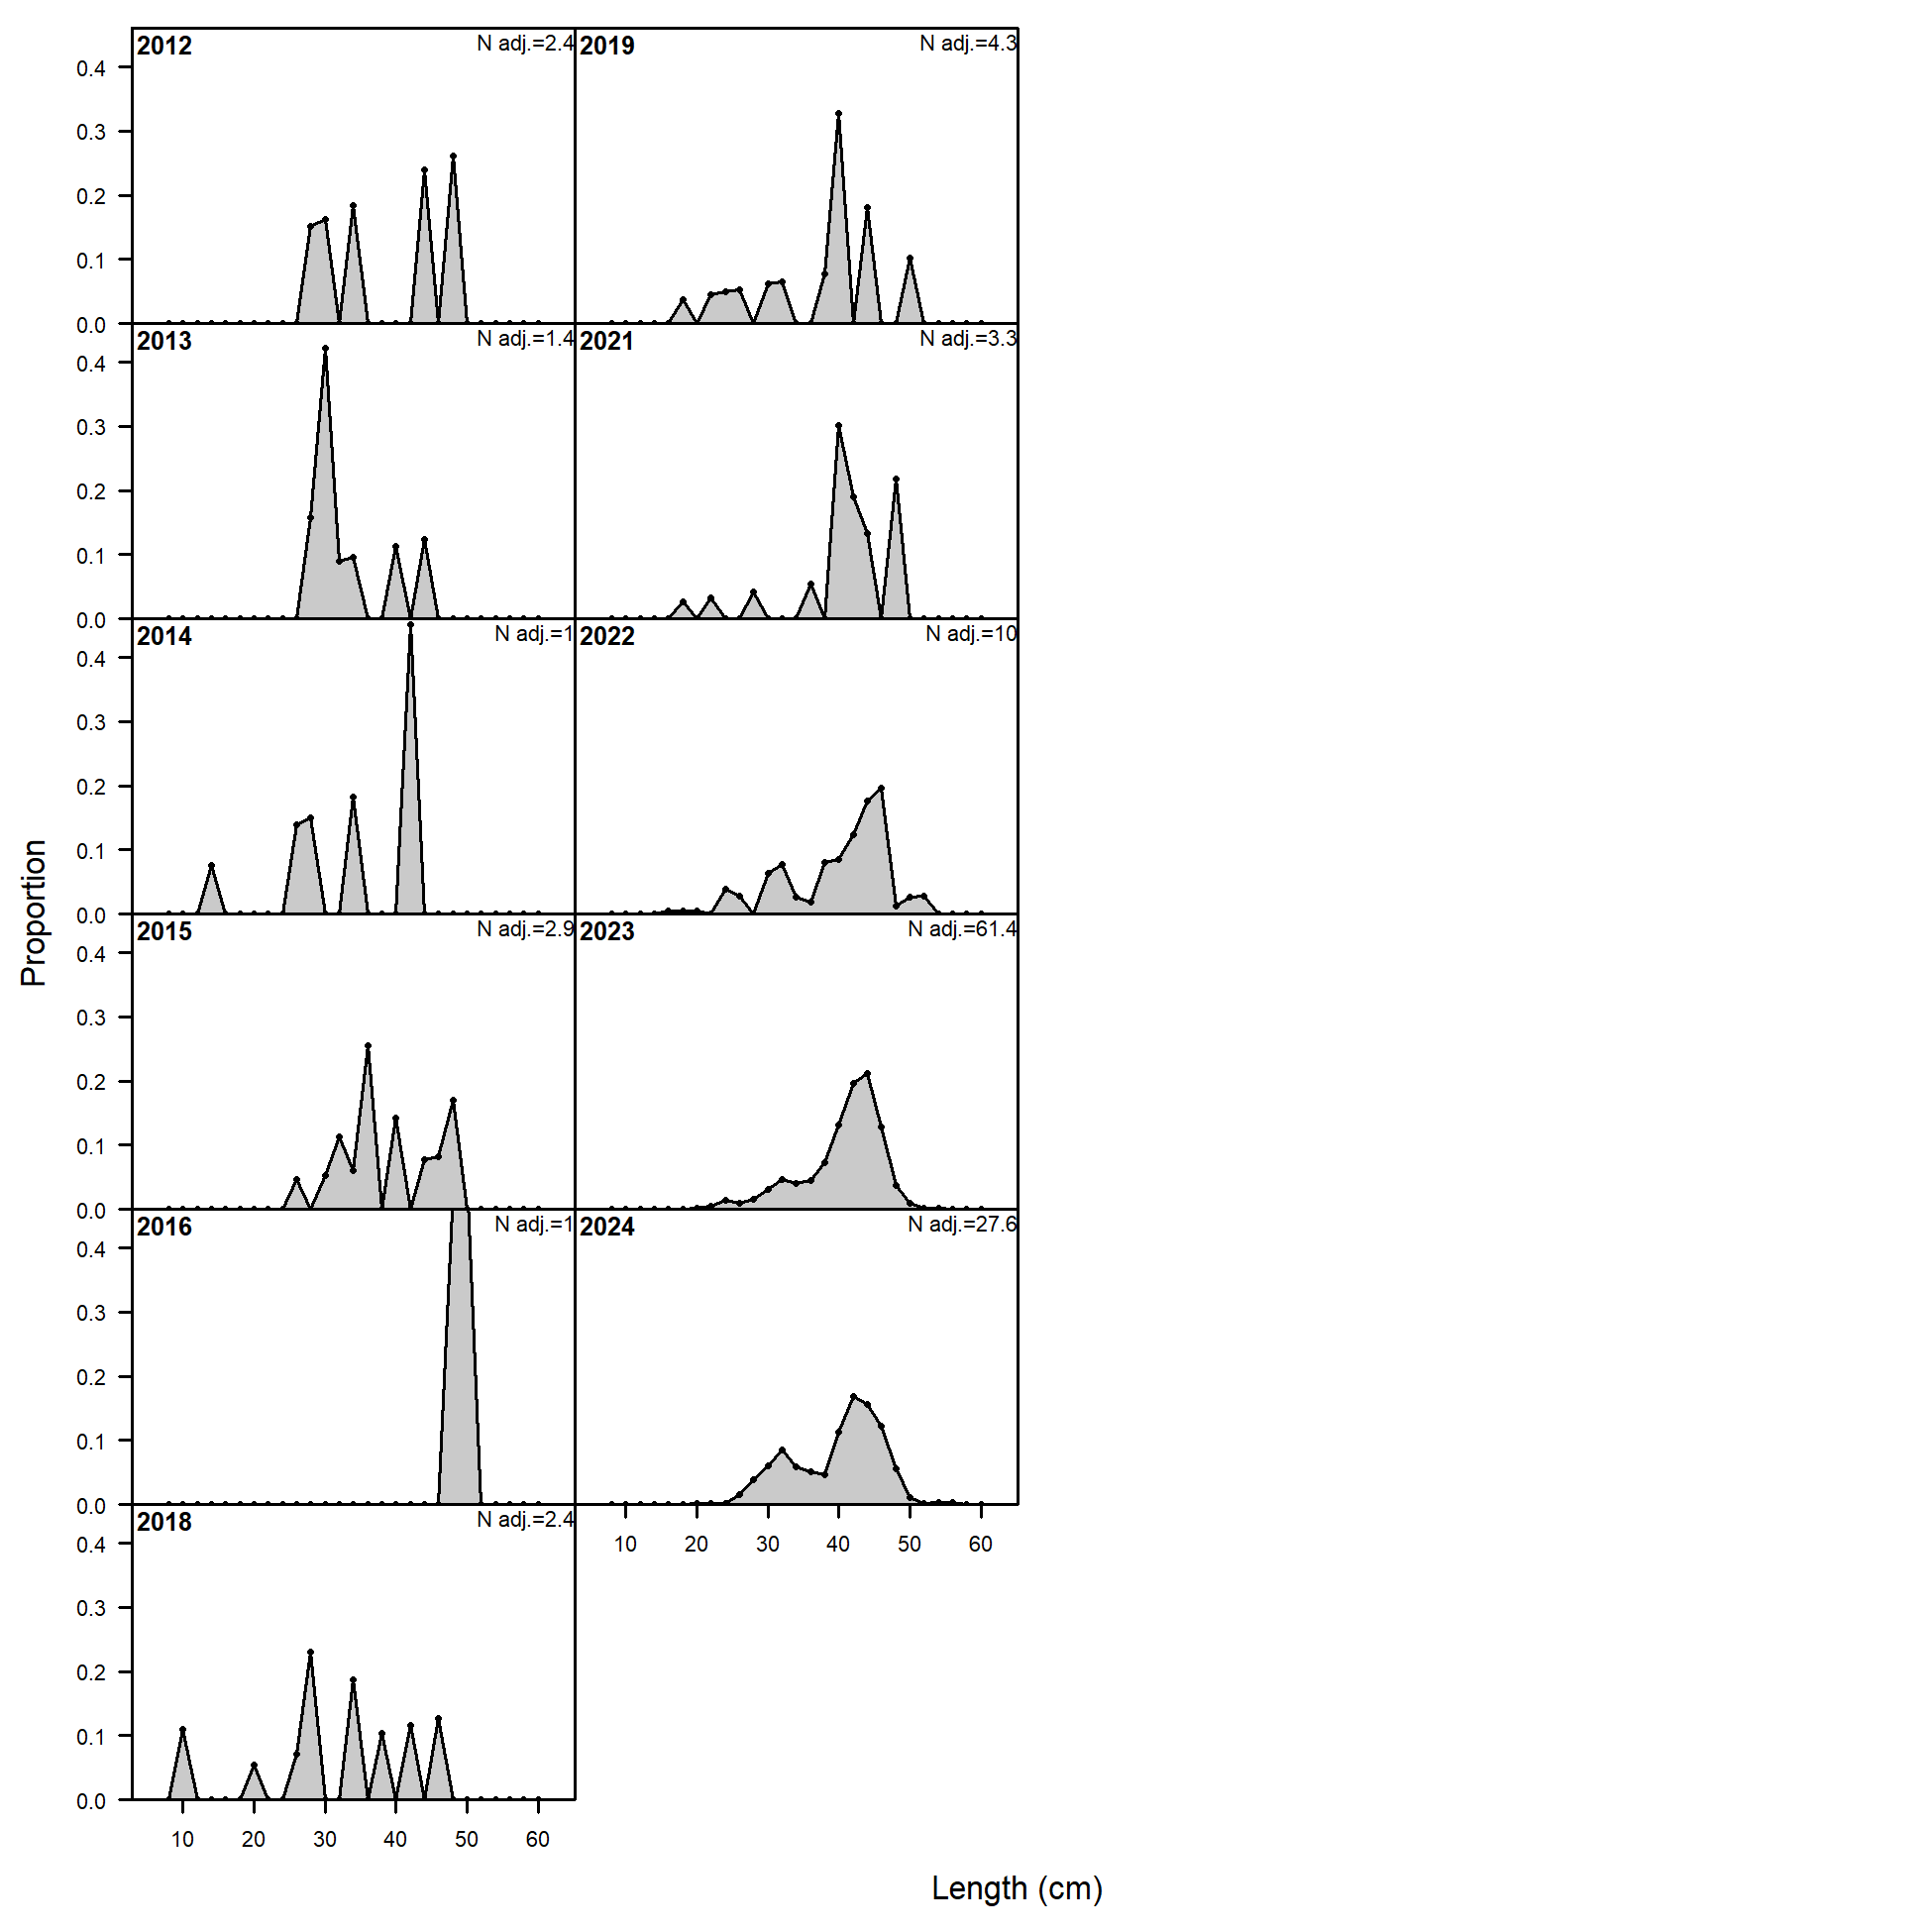 Proportion
2012 N adj.=2.4
0.4
0.3
0.2
0.1
0.0
2013 N adj.=1.4
0.4
0.3
0.2
0.1
0.0
2014 N adj.=1
0.4
0.3
0.2
0.1
0.0
2015 N adj.=2.9
0.4
0.3
0.2
0.1
0.0
2016 N adj.=1
0.4
0.3
0.2
0.1
0.0
2018 N adj.=2.4
0.4
0.3
0.2
0.1
0.0
10 20 30 40 50 60
2019 N adj.=4.3
2021 N adj.=3.3
2022 N adj.=10
2023 N adj.=61.4
2024 N adj.=27.6
10 20 30 40 50 60
Length (cm)